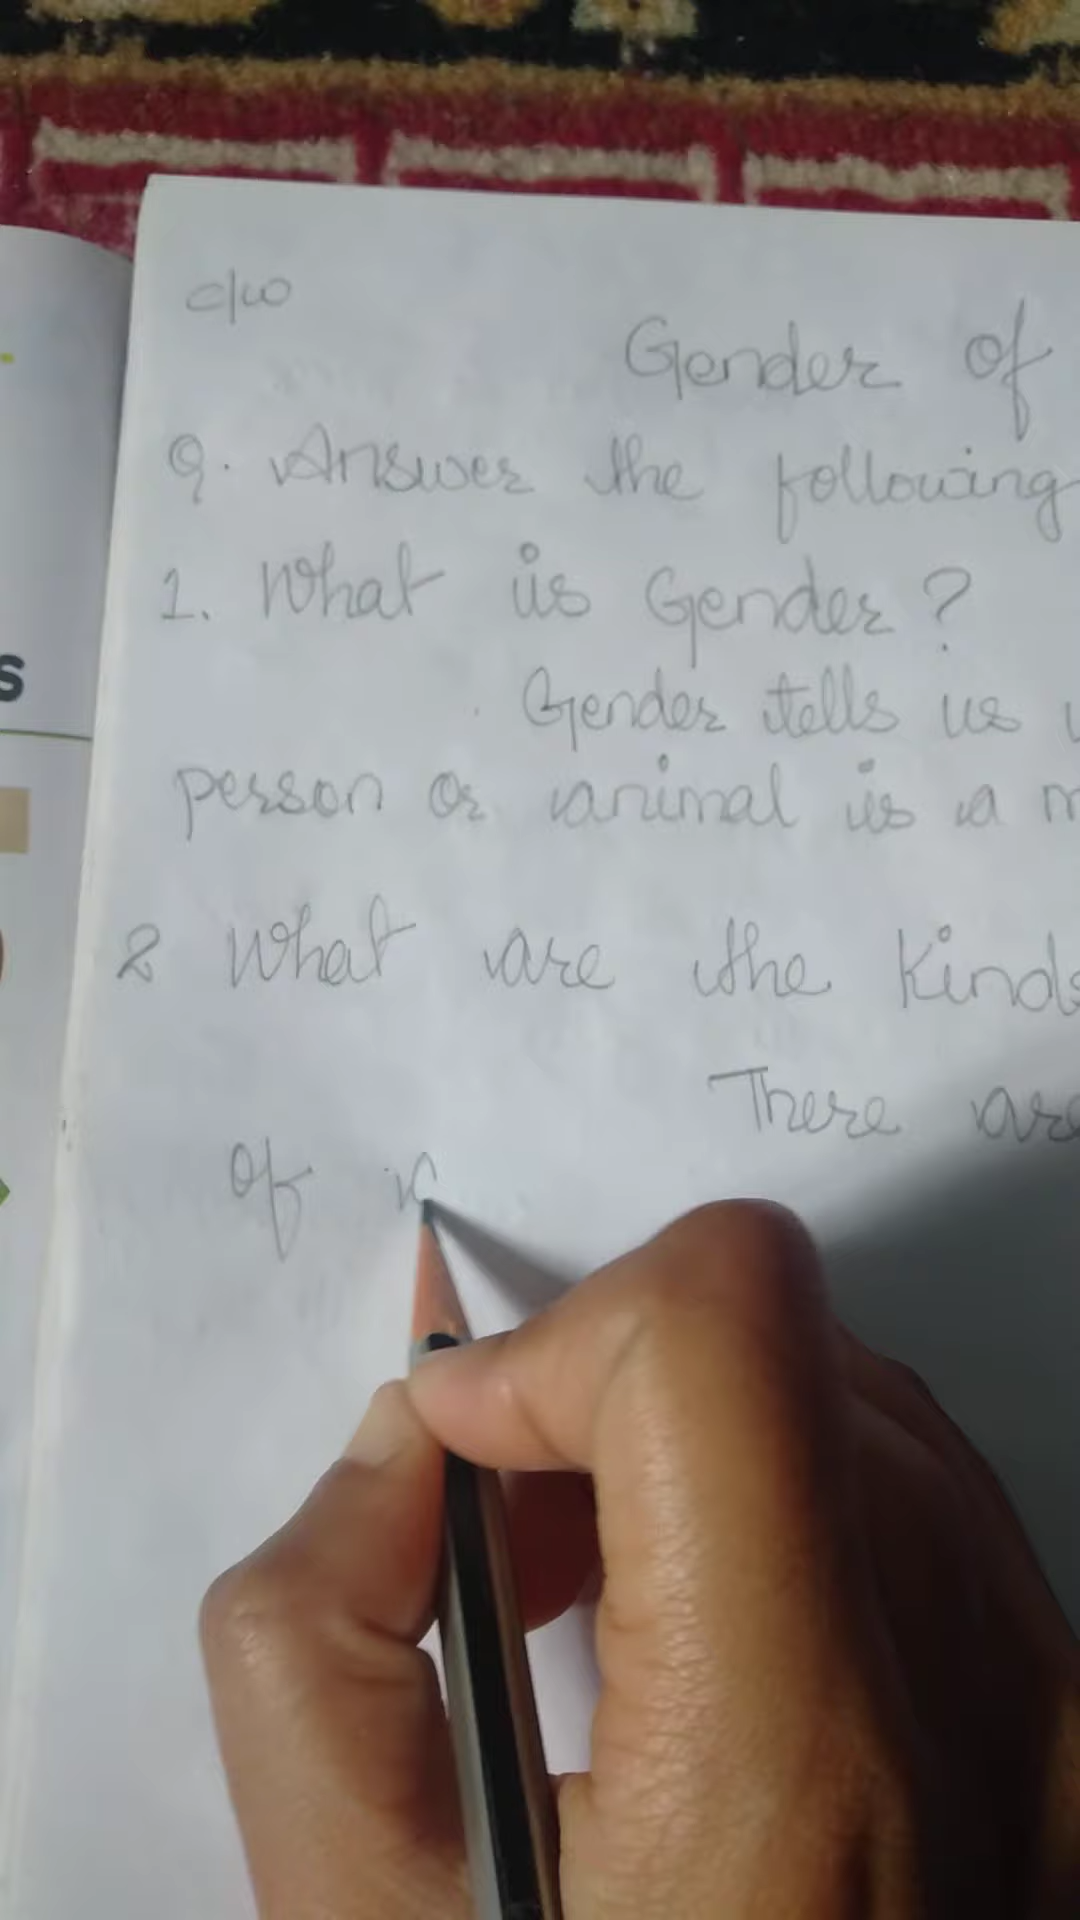 c/w
Gender of
Q. Answer the following
1. What is Gender?
Gender tells us
person or animal is a m
2 What are the Kinds
There are
of
s